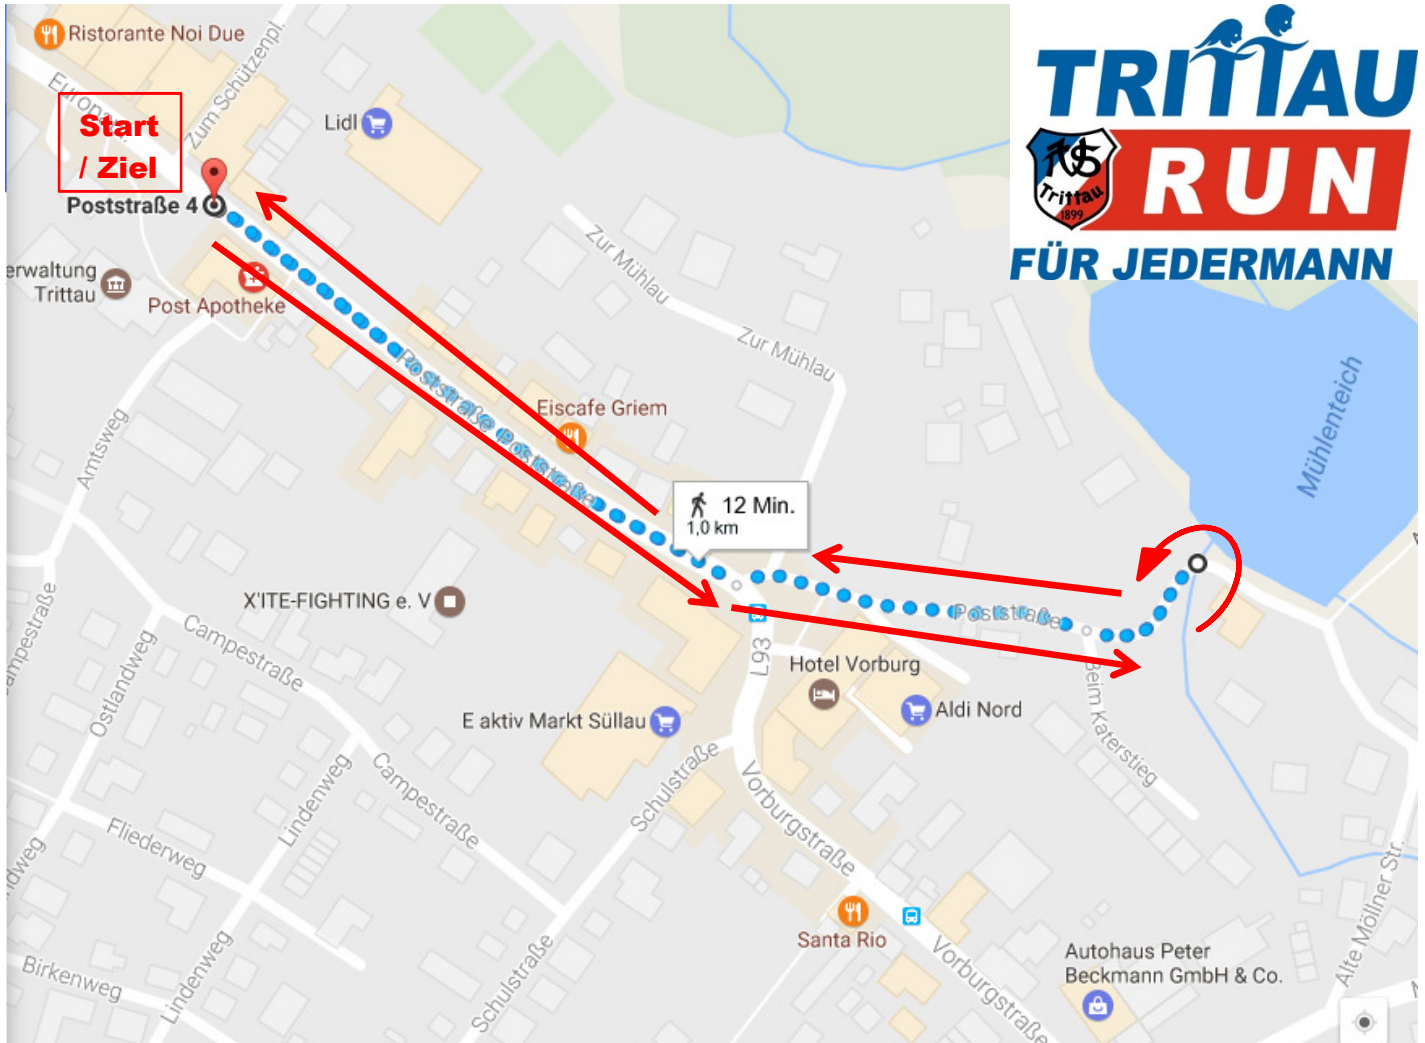 Ristorante Noi Due
TRITTAU
RUN
Trittau
1899
FÜR JEDERMANN
Zum Schützenpl.
Start
/ Ziel
Lidl
Poststraße 4
erwaltung
Trittau
Post Apotheke
Zur Mühlau
Zur Mühlau
Poststraße
Poststraße
Eiscafe Griem
Mühlenteich
Amtsweg
12 Min.
1,0 km
X'ITE-FIGHTING e. V
Poststraße
L93
Hotel Vorburg
Aldi Nord
Beim Katerstieg
E aktiv Markt Süllau
Campestraße
ampestraße
Ostlandweg
Campestraße
Lindenweg
Schulstraße
Vorburgstraße
Fliederweg
ndweg
Santa Rio
Vorburgstraße
Autohaus Peter
Beckmann GmbH & Co.
Alte Möllner Str.
Birkenweg
Lindenweg
Schulstraße